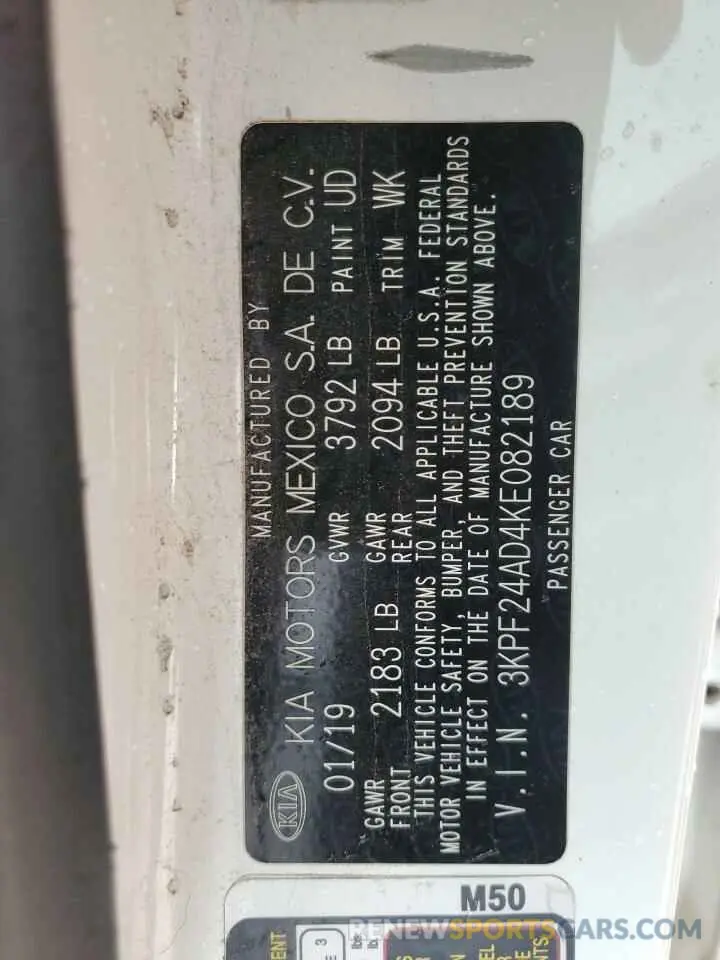 MANUFACTURED BY
KIA KIA MOTORS MEXICO S.A. DE C.V.
01/19 GVWR 3792 LB PAINT UD
GAWR FRONT 2183 LB GAWR REAR 2094 LB TRIM WK
THIS VEHICLE CONFORMS TO ALL APPLICABLE U.S.A. FEDERAL
MOTOR VEHICLE SAFETY, BUMPER, AND THEFT PREVENTION STANDARDS
IN EFFECT ON THE DATE OF MANUFACTURE SHOWN ABOVE.
V.I.N. 3KPF24AD4KE082189
PASSENGER CAR
M50
3
RENEWSPORTSCARS.COM